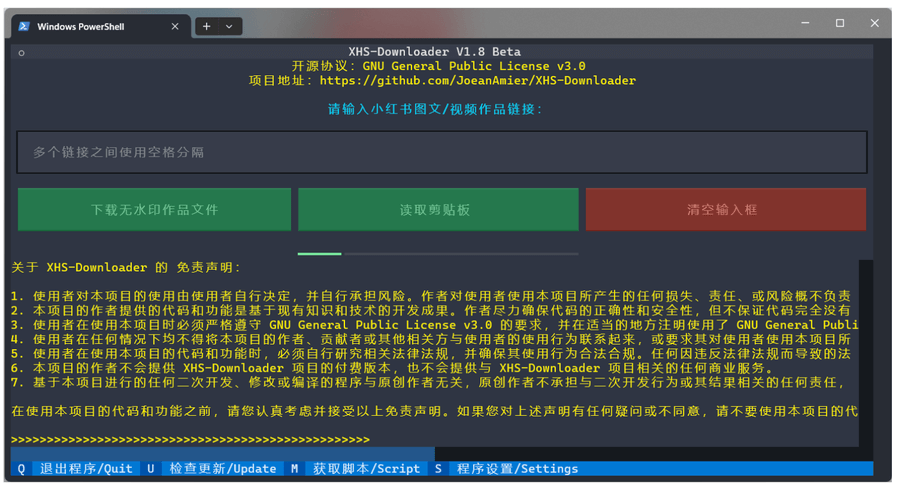 Windows PowerShell
XHS-Downloader V1.8 Beta
开源协议：GNU General Public License v3.0
项目地址：https://github.com/JoeanAmier/XHS-Downloader
请输入小红书图文/视频作品链接：
多个链接之间使用空格分隔
下载无水印作品文件 读取剪贴板 清空输入框
关于 XHS-Downloader 的 免责声明：
1. 使用者对本项目的使用由使用者自行决定，并自行承担风险。作者对使用者使用本项目所产生的任何损失、责任、或风险概不负责
2. 本项目的作者提供的代码和功能是基于现有知识和技术的开发成果。作者尽力确保代码的正确性和安全性，但不保证代码完全没有
3. 使用者在使用本项目时必须严格遵守 GNU General Public License v3.0 的要求，并在适当的地方注明使用了 GNU General Publi
4. 使用者在任何情况下均不得将本项目的作者、贡献者或其他相关方与使用者的使用行为联系起来，或要求其对使用者使用本项目所
5. 使用者在使用本项目的代码和功能时，必须自行研究相关法律法规，并确保其使用行为合法合规。任何因违反法律法规而导致的法
6. 本项目的作者不会提供 XHS-Downloader 项目的付费版本，也不会提供与 XHS-Downloader 项目相关的任何商业服务。
7. 基于本项目进行的任何二次开发、修改或编译的程序与原创作者无关，原创作者不承担与二次开发行为或其结果相关的任何责任，
在使用本项目的代码和功能之前，请您认真考虑并接受以上免责声明。如果您对上述声明有任何疑问或不同意，请不要使用本项目的代
>>>>>>>>>>>>>>>>>>>>>>>>>>>>>>>>>>>>>>>>>>>>>>>>>>
Q 退出程序/Quit U 检查更新/Update M 获取脚本/Script S 程序设置/Settings